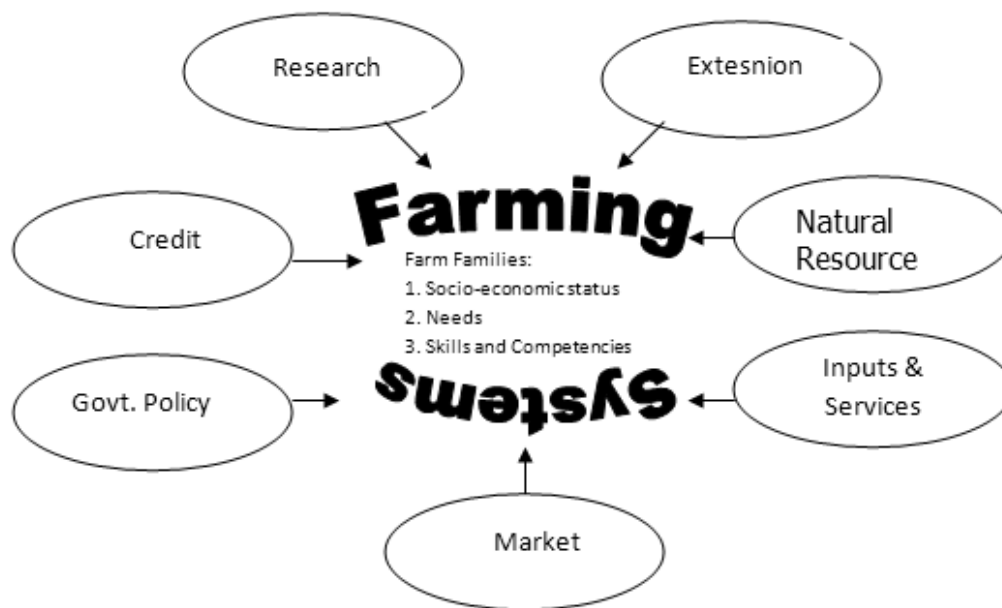 Research
Extesnion
Farming
Credit
Natural
Resource
Farm Families:
1. Socio-economic status
2. Needs
3. Skills and Competencies
Systems
Govt. Policy
Inputs &
Services
Market